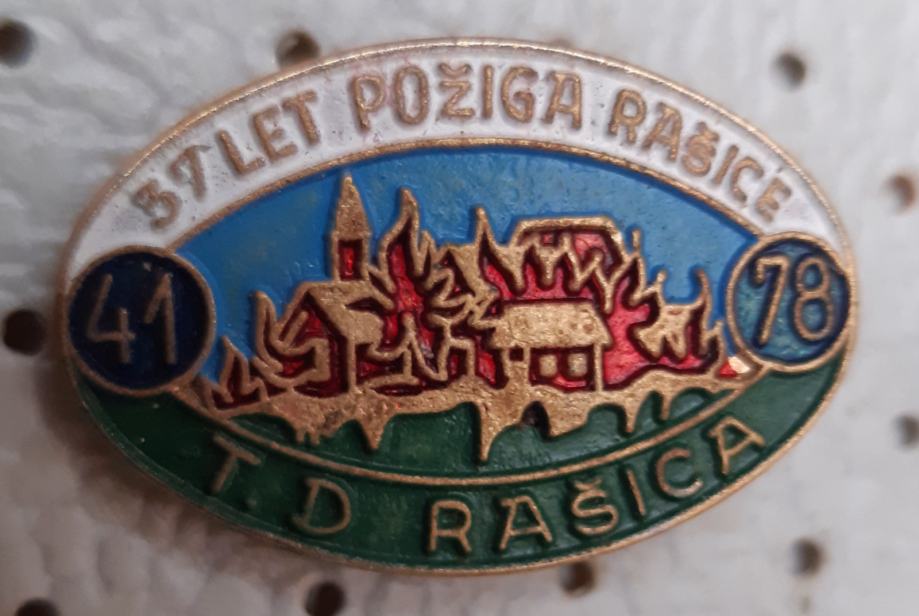 37 LET POŽIGA RAŠICE
41
78
T. D RAŠICA